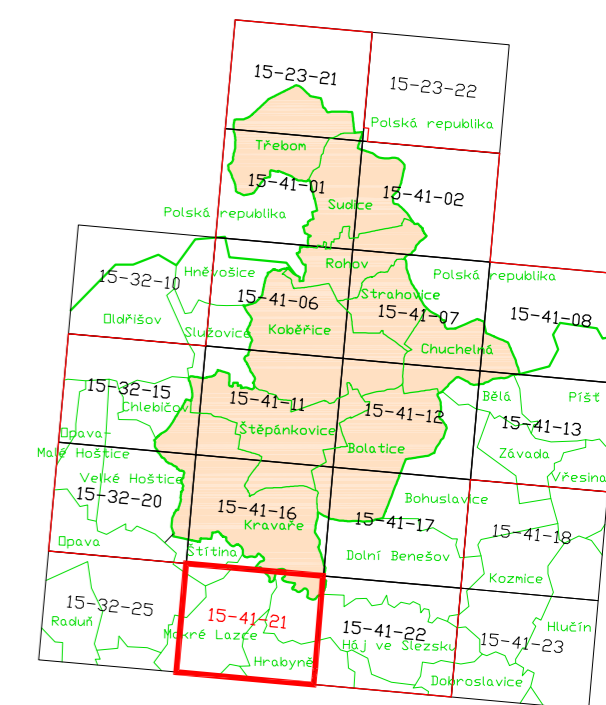 15-23-21
15-23-22
Polská republika
Třebom
15-41-01
15-41-02
Sudice
Polská republika
Rohov
Hněvošice
Polská republika
15-32-10
Strahovice
15-41-06
15-41-07
15-41-08
□ldřišov
Služovice
Kobeřice
Chuchelná
15-32-15
15-41-11
15-41-12
Bělá
Píšť
Chlebičov
15-41-13
□pava-
Malé Hoštice
Štěpánkovice
Bolatice
Závada
Velké Hoštice
Vřesina
15-32-20
Bohuslavice
15-41-16
Kravaře
15-41-17
15-41-18
□pava
Štítina
Dolní Benešov
Kozmice
15-32-25
Raduň
15-41-21
Mokré Lazce
15-41-22
Hlučín
Háj ve Slezsku
15-41-23
Hrabyně
Dobroslavice